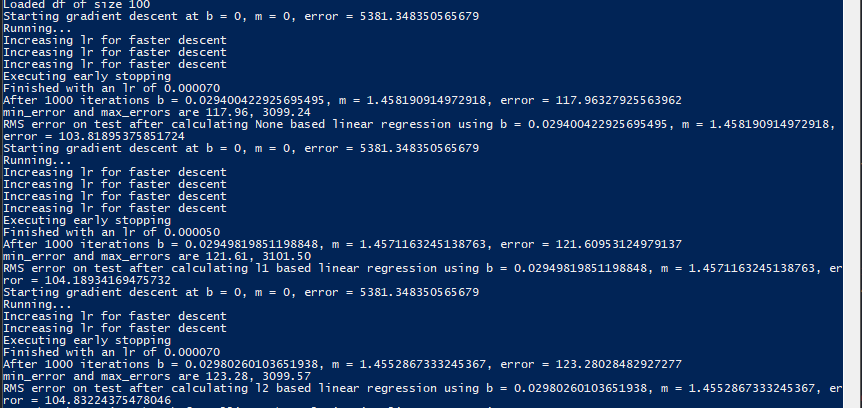 Loaded df of size 100
Starting gradient descent at b = 0, m = 0, error = 5381.348350565679
Running...
Increasing lr for faster descent
Increasing lr for faster descent
Increasing lr for faster descent
Executing early stopping
Finished with an lr of 0.000070
After 1000 iterations b = 0.029400422925695495, m = 1.458190914972918, error = 117.96327925563962
min_error and max_errors are 117.96, 3099.24
RMS error on test after calculating None based linear regression using b = 0.029400422925695495, m = 1.458190914972918,
error = 103.81895375851724
Starting gradient descent at b = 0, m = 0, error = 5381.348350565679
Running...
Increasing lr for faster descent
Increasing lr for faster descent
Increasing lr for faster descent
Increasing lr for faster descent
Executing early stopping
Finished with an lr of 0.000050
After 1000 iterations b = 0.02949819851198848, m = 1.4571163245138763, error = 121.60953124979137
min_error and max_errors are 121.61, 3101.50
RMS error on test after calculating l1 based linear regression using b = 0.02949819851198848, m = 1.4571163245138763, er
ror = 104.18934169475732
Starting gradient descent at b = 0, m = 0, error = 5381.348350565679
Running...
Increasing lr for faster descent
Increasing lr for faster descent
Executing early stopping
Finished with an lr of 0.000070
After 1000 iterations b = 0.02980260103651938, m = 1.4552867333245367, error = 123.28028482927277
min_error and max_errors are 123.28, 3099.57
RMS error on test after calculating l2 based linear regression using b = 0.02980260103651938, m = 1.4552867333245367, er
ror = 104.83224375478046